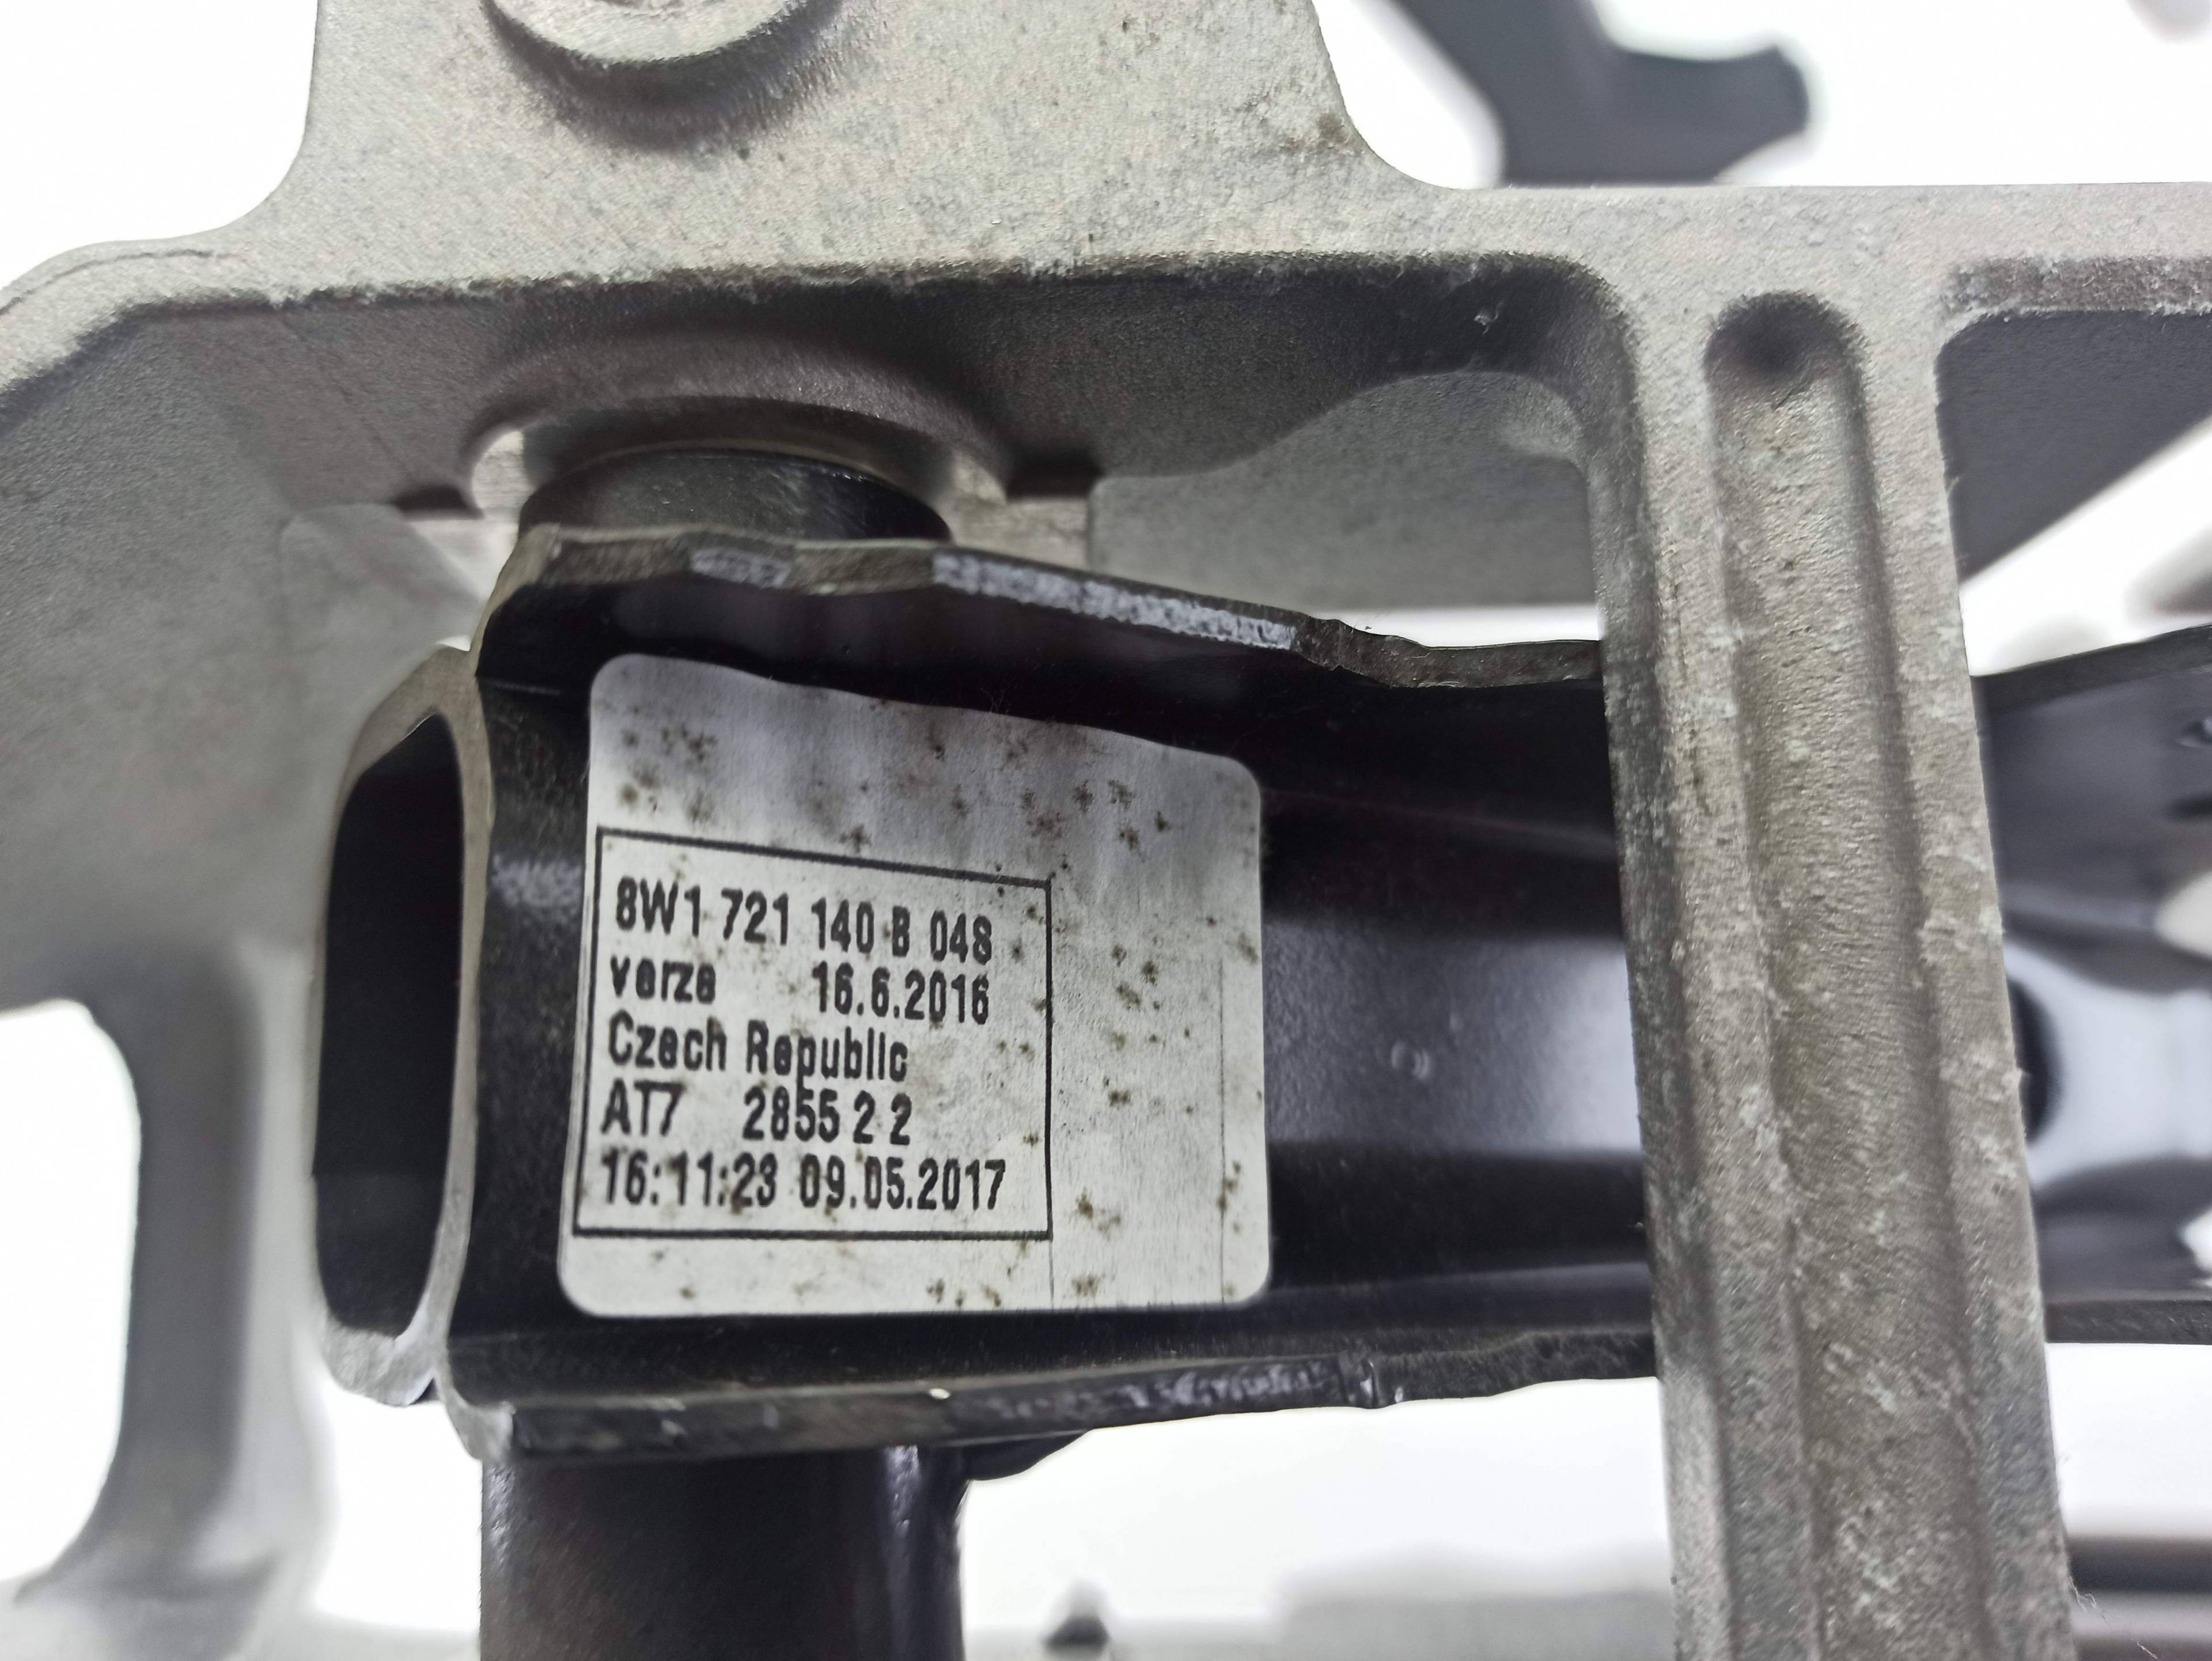 8W1 721 140 B 048
verze 16.6.2016
Czech Republic
AT7 2855 2 2
16:11:23 09.05.2017